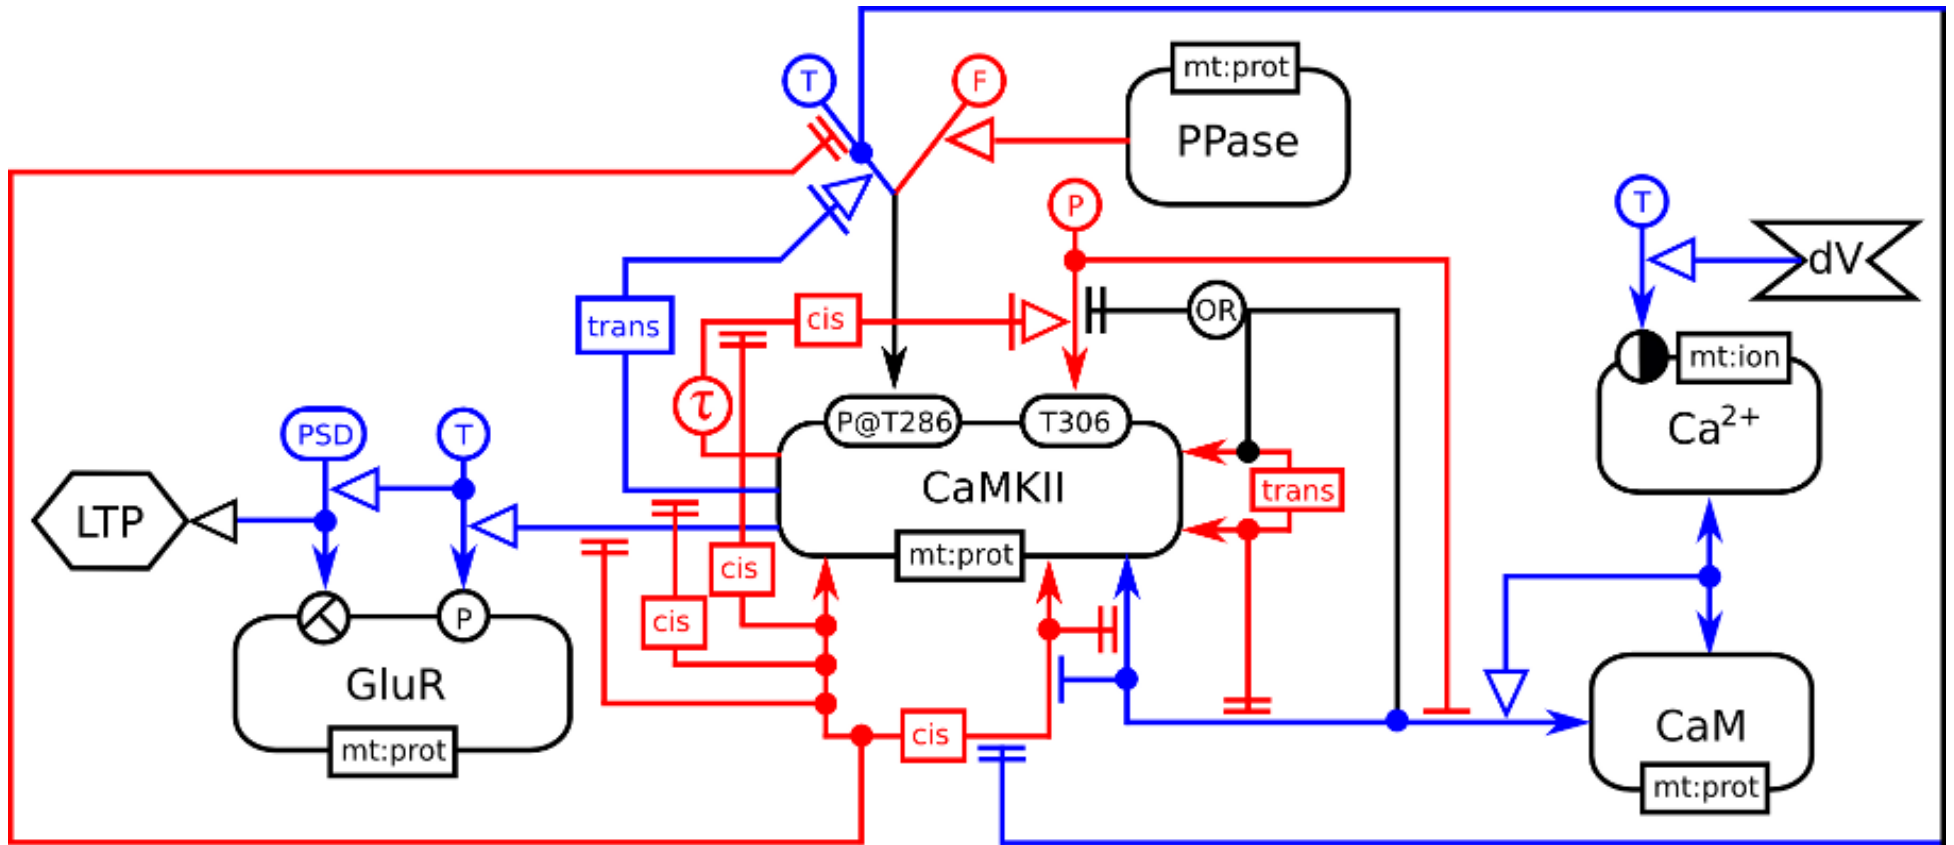 mt:prot
PPase
T
F
P
T
dV
mt:ion
Ca2+
OR
cis
trans
τ
P@T286
T306
CaMKII
mt:prot
trans
PSD
T
LTP
P
GluR
mt:prot
cis
cis
cis
CaM
mt:prot